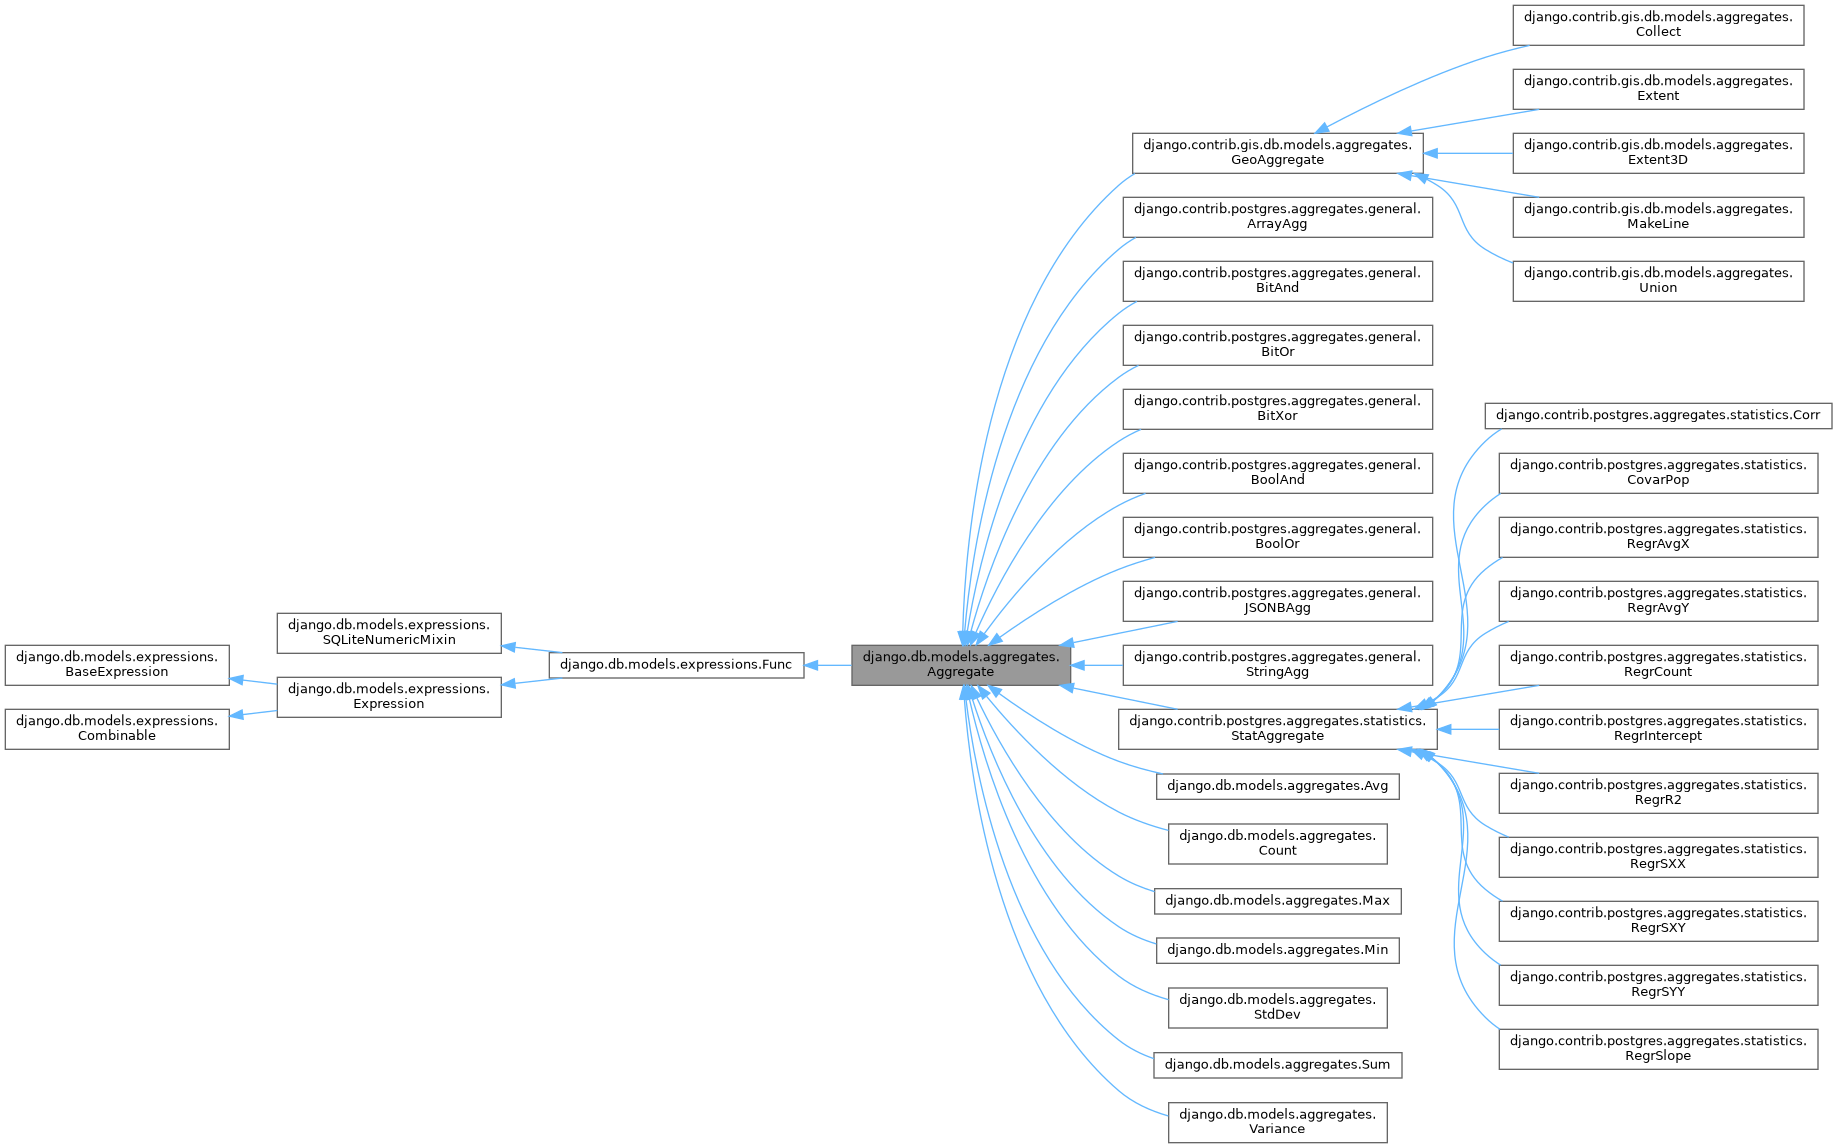 django.db.models.expressions.
BaseExpression
django.db.models.expressions.
Combinable
django.db.models.expressions.
SQLiteNumericMixin
django.db.models.expressions.
Expression
django.db.models.expressions.Func
django.db.models.aggregates.
Aggregate
django.contrib.gis.db.models.aggregates.
GeoAggregate
django.contrib.postgres.aggregates.general.
ArrayAgg
django.contrib.postgres.aggregates.general.
BitAnd
django.contrib.postgres.aggregates.general.
BitOr
django.contrib.postgres.aggregates.general.
BitXor
django.contrib.postgres.aggregates.general.
BoolAnd
django.contrib.postgres.aggregates.general.
BoolOr
django.contrib.postgres.aggregates.general.
JSONBAgg
django.contrib.postgres.aggregates.general.
StringAgg
django.contrib.postgres.aggregates.statistics.
StatAggregate
django.db.models.aggregates.Avg
django.db.models.aggregates.
Count
django.db.models.aggregates.Max
django.db.models.aggregates.Min
django.db.models.aggregates.
StdDev
django.db.models.aggregates.Sum
django.db.models.aggregates.
Variance
django.contrib.gis.db.models.aggregates.
Collect
django.contrib.gis.db.models.aggregates.
Extent
django.contrib.gis.db.models.aggregates.
Extent3D
django.contrib.gis.db.models.aggregates.
MakeLine
django.contrib.gis.db.models.aggregates.
Union
django.contrib.postgres.aggregates.statistics.Corr
django.contrib.postgres.aggregates.statistics.
CovarPop
django.contrib.postgres.aggregates.statistics.
RegrAvgX
django.contrib.postgres.aggregates.statistics.
RegrAvgY
django.contrib.postgres.aggregates.statistics.
RegrCount
django.contrib.postgres.aggregates.statistics.
RegrIntercept
django.contrib.postgres.aggregates.statistics.
RegrR2
django.contrib.postgres.aggregates.statistics.
RegrSXX
django.contrib.postgres.aggregates.statistics.
RegrSXY
django.contrib.postgres.aggregates.statistics.
RegrSYY
django.contrib.postgres.aggregates.statistics.
RegrSlope